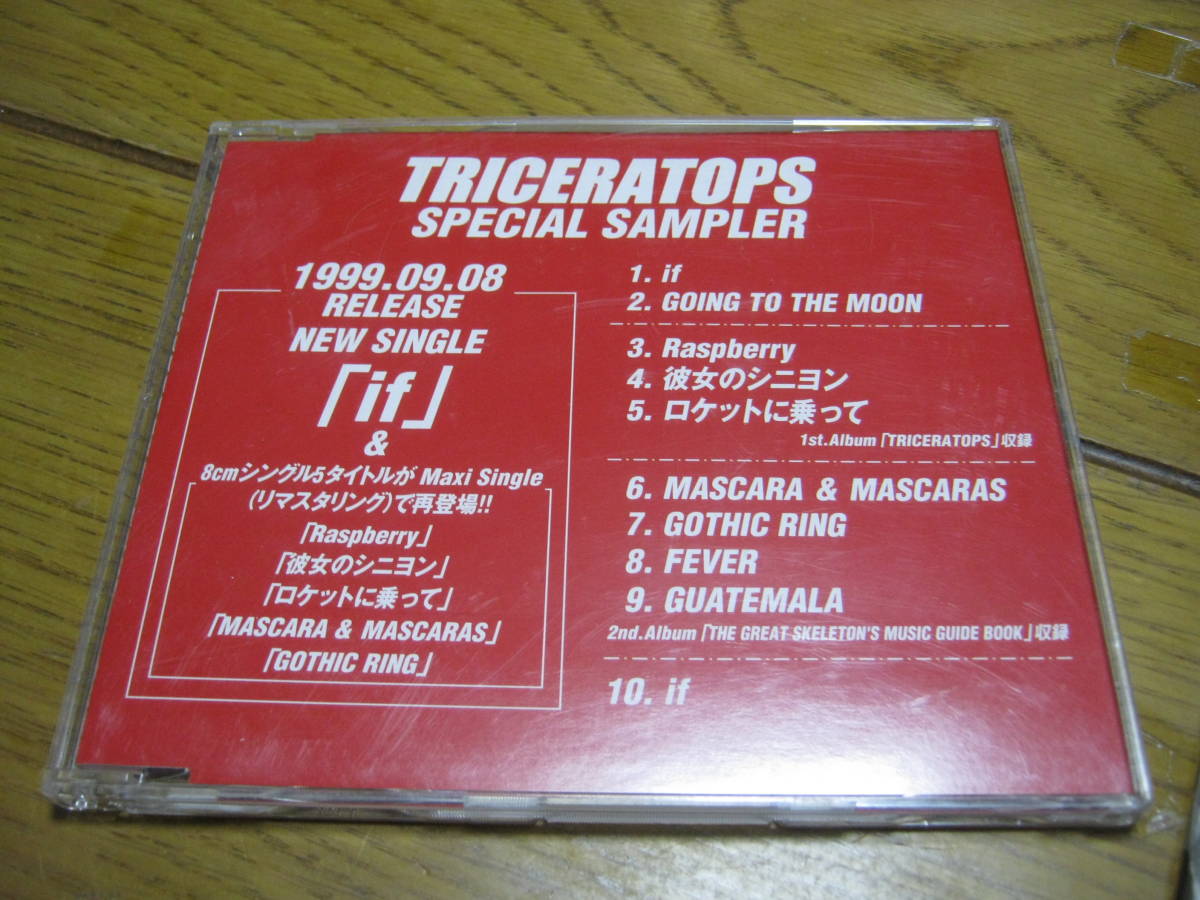 TRICERATOPS
SPECIAL SAMPLER
1999.09.08
RELEASE
NEW SINGLE
「if」
&
8cmシングル5タイトルが Maxi Single
(リマスタリング)で再登場!!
「Raspberry」
「彼女のシニヨン」
「ロケットに乗って」
「MASCARA & MASCARAS」
「GOTHIC RING」
1. if
2. GOING TO THE MOON
3. Raspberry
4. 彼女のシニヨン
5. ロケットに乗って
1st.Album「TRICERATOPS」収録
6. MASCARA & MASCARAS
7. GOTHIC RING
8. FEVER
9. GUATEMALA
2nd.Album「THE GREAT SKELETON'S MUSIC GUIDE BOOK」収録
10. if